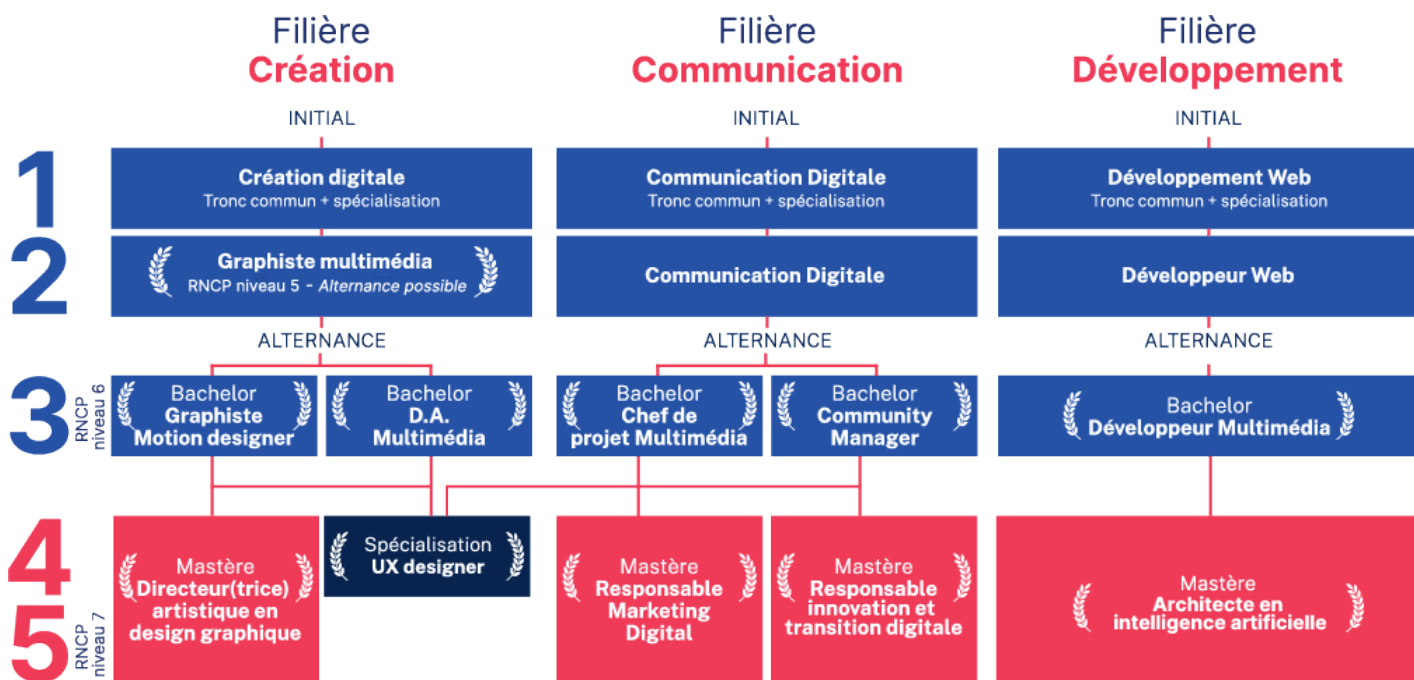 Filière
Création
Filière
Communication
Filière
Développement
INITIAL
INITIAL
INITIAL
1
Création digitale
Tronc commun + spécialisation
Communication Digitale
Tronc commun + spécialisation
Développement Web
Tronc commun + spécialisation
2
Graphiste multimédia
RNCP niveau 5 - Alternance possible
Communication Digitale
Développeur Web
ALTERNANCE
ALTERNANCE
ALTERNANCE
3
RNCP
niveau 6
Bachelor
Graphiste
Motion designer
Bachelor
D.A.
Multimédia
Bachelor
Chef de
projet Multimédia
Bachelor
Community
Manager
Bachelor
Développeur Multimédia
4
5
RNCP
niveau 7
Mastère
Directeur(trice)
artistique en
design graphique
Spécialisation
UX designer
Mastère
Responsable
Marketing
Digital
Mastère
Responsable
innovation et
transition digitale
Mastère
Architecte en
intelligence artificielle